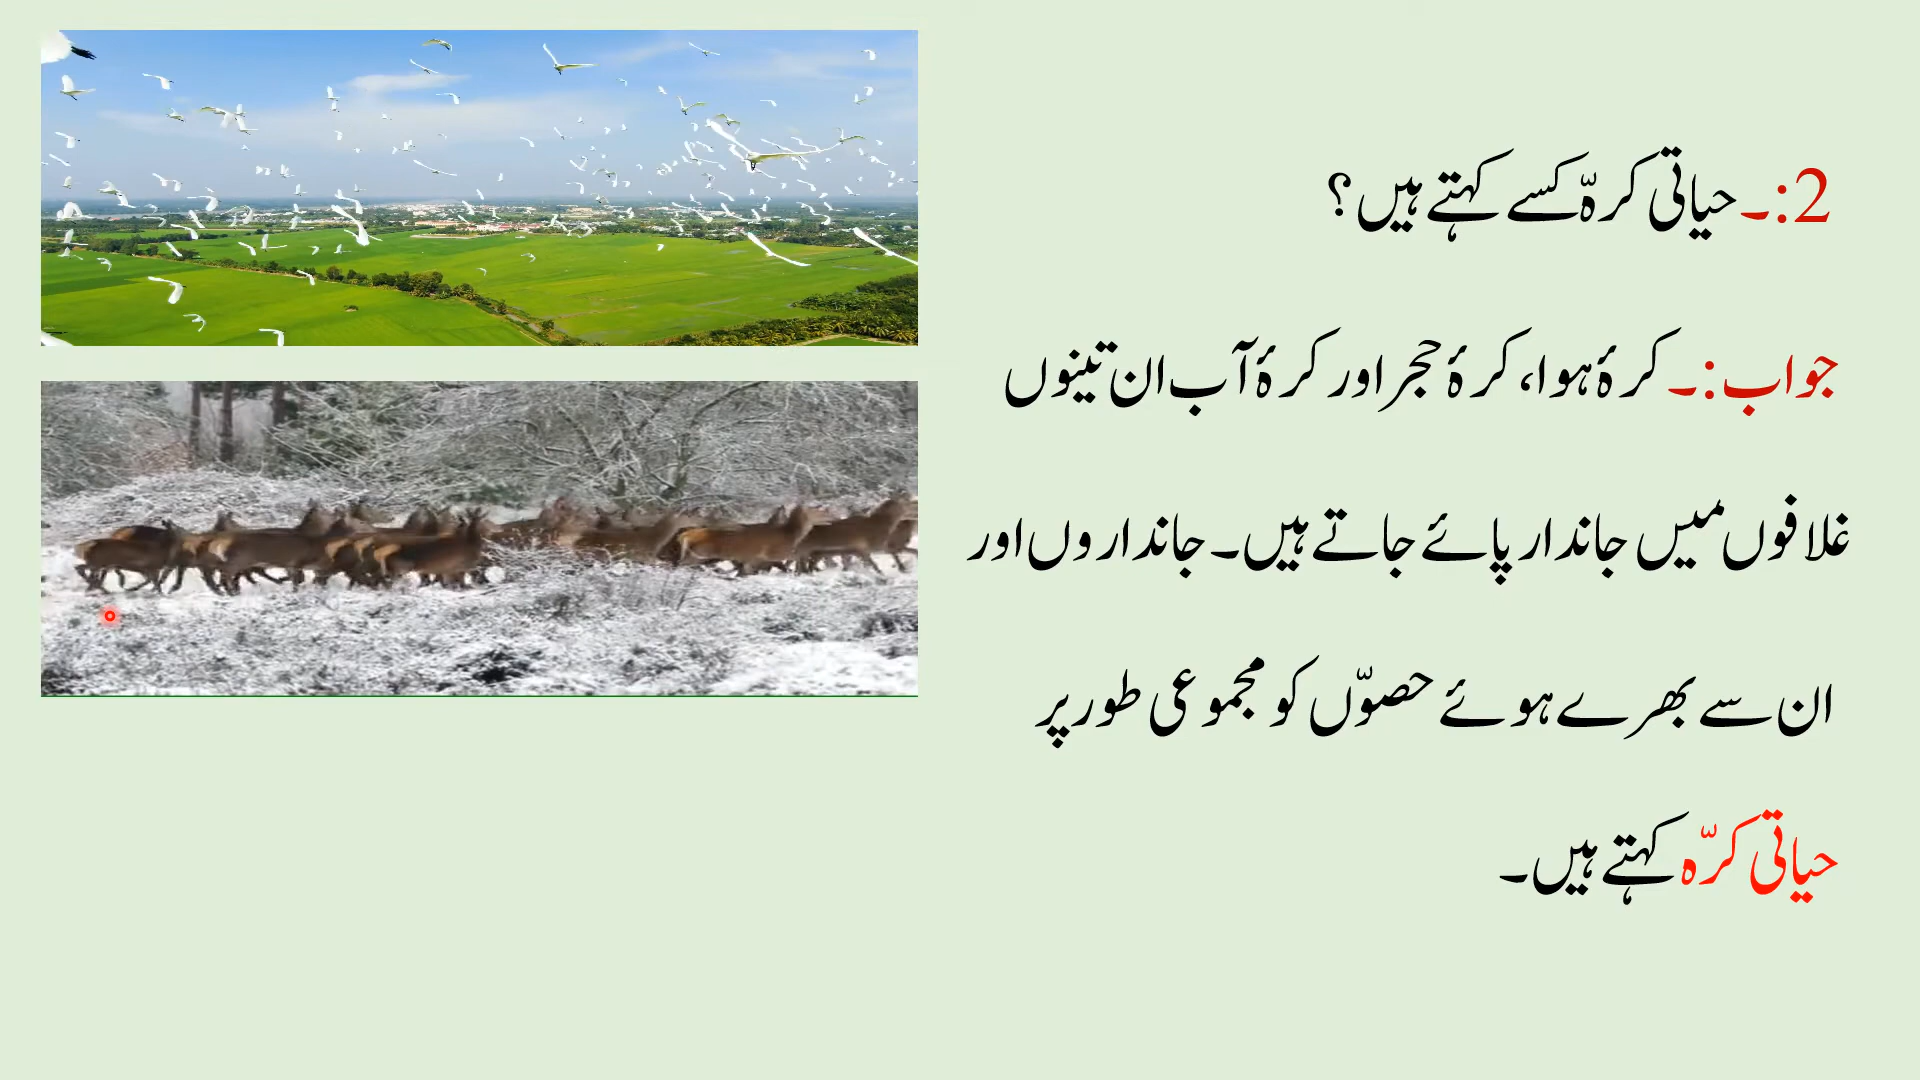 2:۔ حیاتی کرہّ کسے کہتے ہیں؟
جواب:۔ کرۂ ہوا، کرۂ حجر اور کرۂ آب ان تینوں
غلافوں میں جاندار پائے جاتے ہیں۔ جانداروں اور
ان سے بھرے ہوئے حصوّں کو مجموعی طور پر
حیاتی کرّہ کہتے ہیں۔